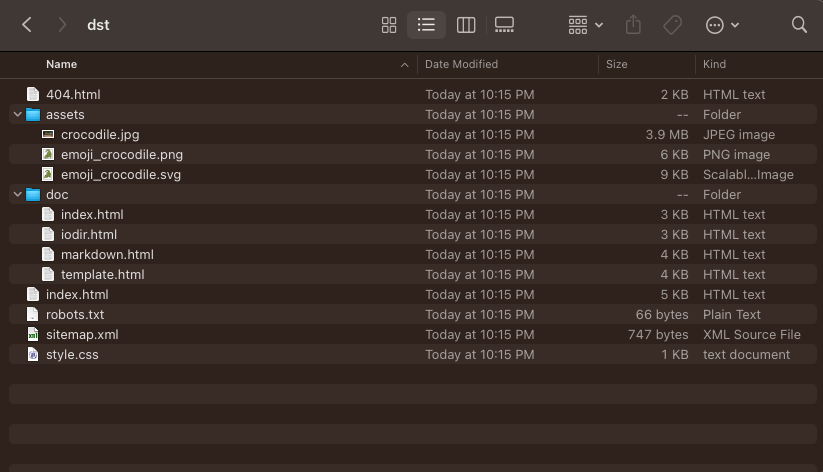 dst
Name Date Modified Size Kind
404.html Today at 10:15 PM 2 KB HTML text
assets Today at 10:15 PM -- Folder
crocodile.jpg Today at 10:15 PM 3.9 MB JPEG image
emoji_crocodile.png Today at 10:15 PM 6 KB PNG image
emoji_crocodile.svg Today at 10:15 PM 9 KB Scalabl...Image
doc Today at 10:15 PM -- Folder
index.html Today at 10:15 PM 3 KB HTML text
iodir.html Today at 10:15 PM 3 KB HTML text
markdown.html Today at 10:15 PM 4 KB HTML text
template.html Today at 10:15 PM 4 KB HTML text
index.html Today at 10:15 PM 5 KB HTML text
robots.txt Today at 10:15 PM 66 bytes Plain Text
sitemap.xml Today at 10:15 PM 747 bytes XML Source File
style.css Today at 10:15 PM 1 KB text document